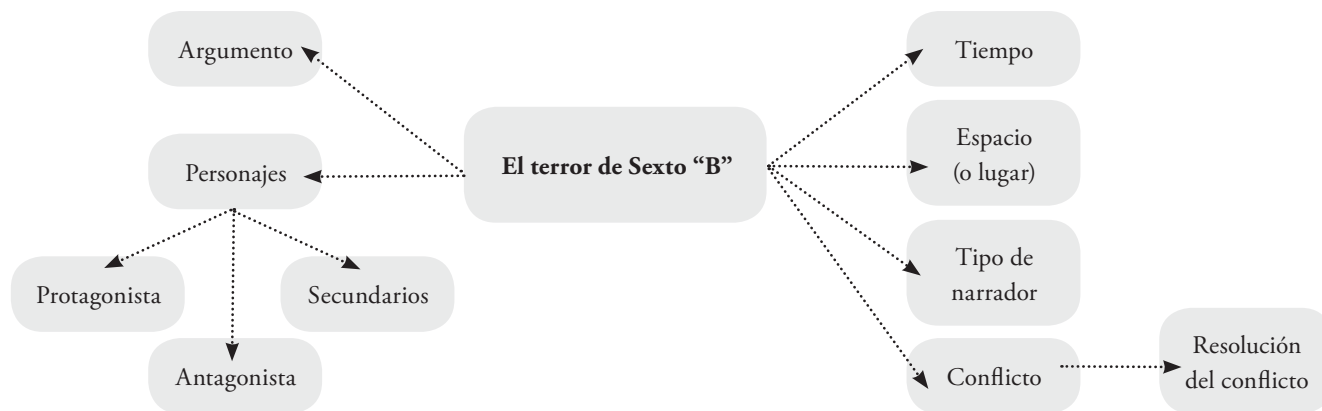 Argumento
Personajes
Protagonista
Secundarios
Antagonista
El terror de Sexto “B”
Tiempo
Espacio
(o lugar)
Tipo de
narrador
Conflicto
Resolución
del conflicto